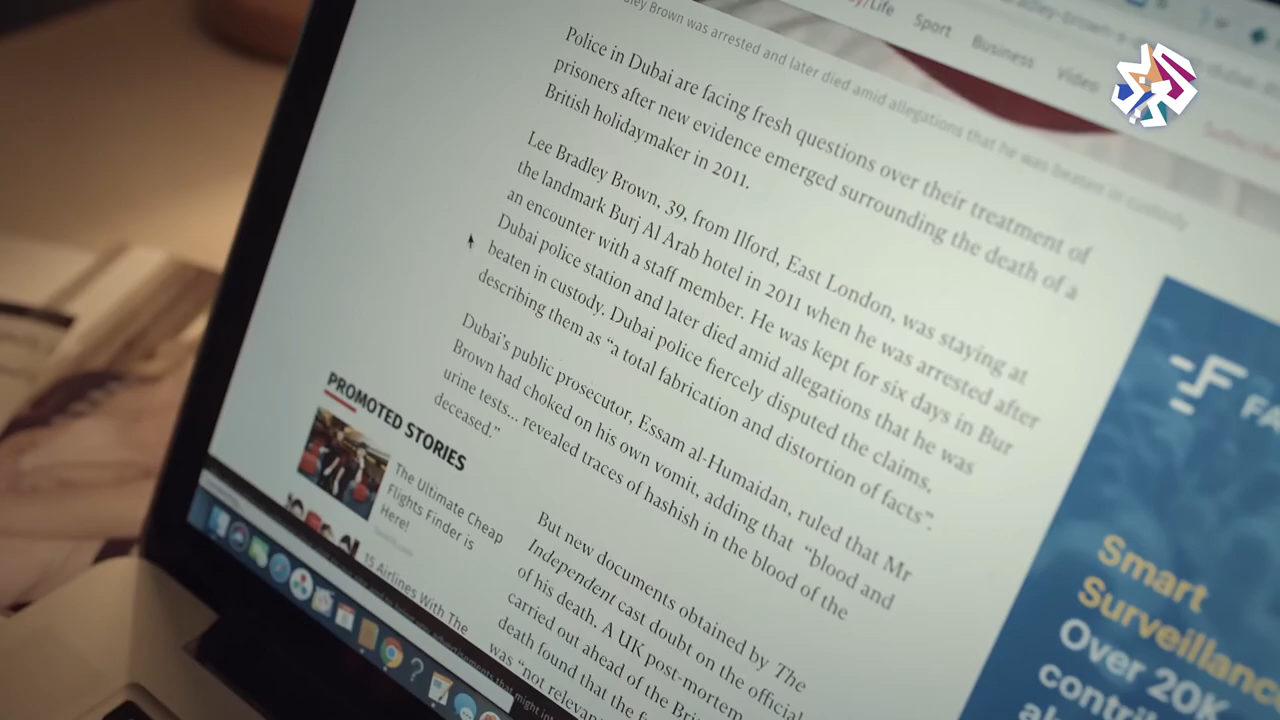 Life Sport Business Video
Brown was arrested and later died amid allegations that he was beaten in custody
Police in Dubai are facing fresh questions over their treatment of
prisoners after new evidence emerged surrounding the death of a
British holidaymaker in 2011.
Lee Bradley Brown, 39, from Ilford, East London, was staying at
the landmark Burj Al Arab hotel in 2011 when he was arrested after
an encounter with a staff member. He was kept for six days in Bur
Dubai police station and later died amid allegations that he was
beaten in custody. Dubai police fiercely disputed the claims,
describing them as “a total fabrication and distortion of facts”.
Dubai’s public prosecutor, Essam al-Humaidan, ruled that Mr
Brown had choked on his own vomit, adding that “blood and
urine tests... revealed traces of hashish in the blood of the
deceased.”
But new documents obtained by The
Independent cast doubt on the official
of his death. A UK post-mortem
carried out ahead of the Brit
death found that the
was “not relevan
PROMOTED STORIES
The Ultimate Cheap
Flights Finder is
Here!
15 Airlines With The
Smart
Surveillanc
Over 20K
contrib